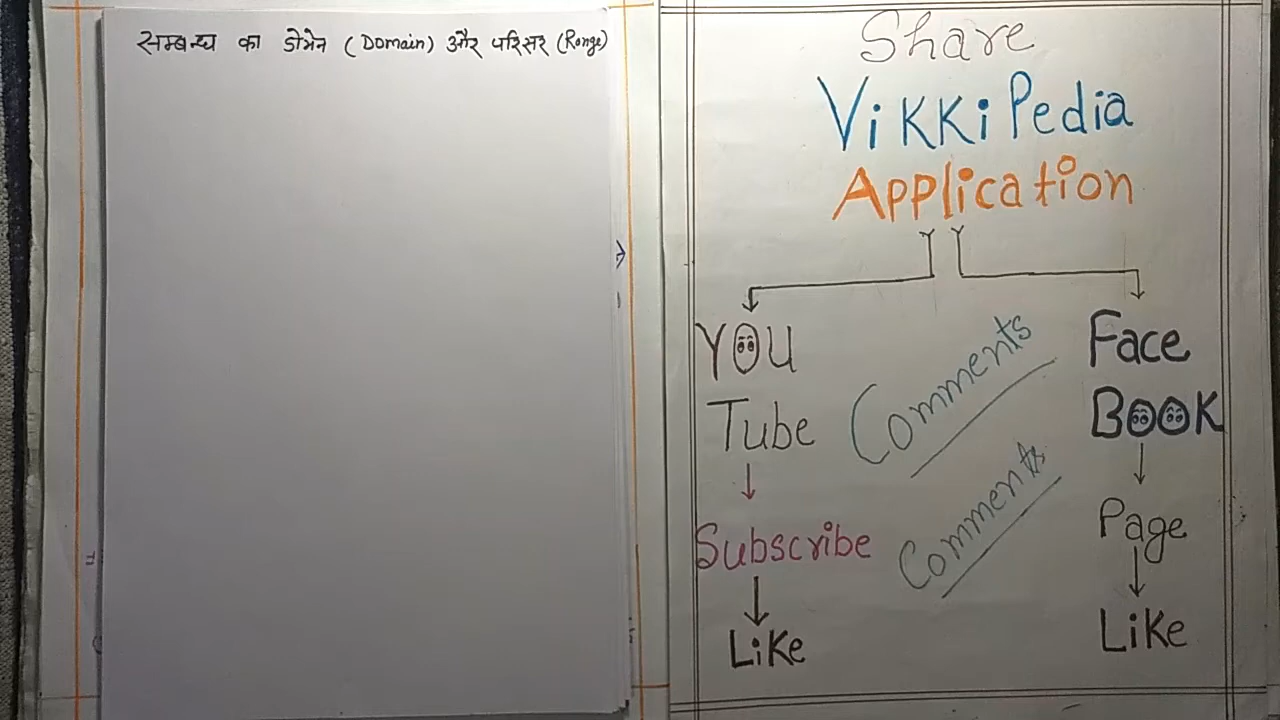 सम्बन्ध का डोमेन (Domain) और परिसर (Range)
Share
VikkiPedia
Application
YOU
Tube
Subscribe
Like
Comments
Comments
Face
BOOK
Page
Like